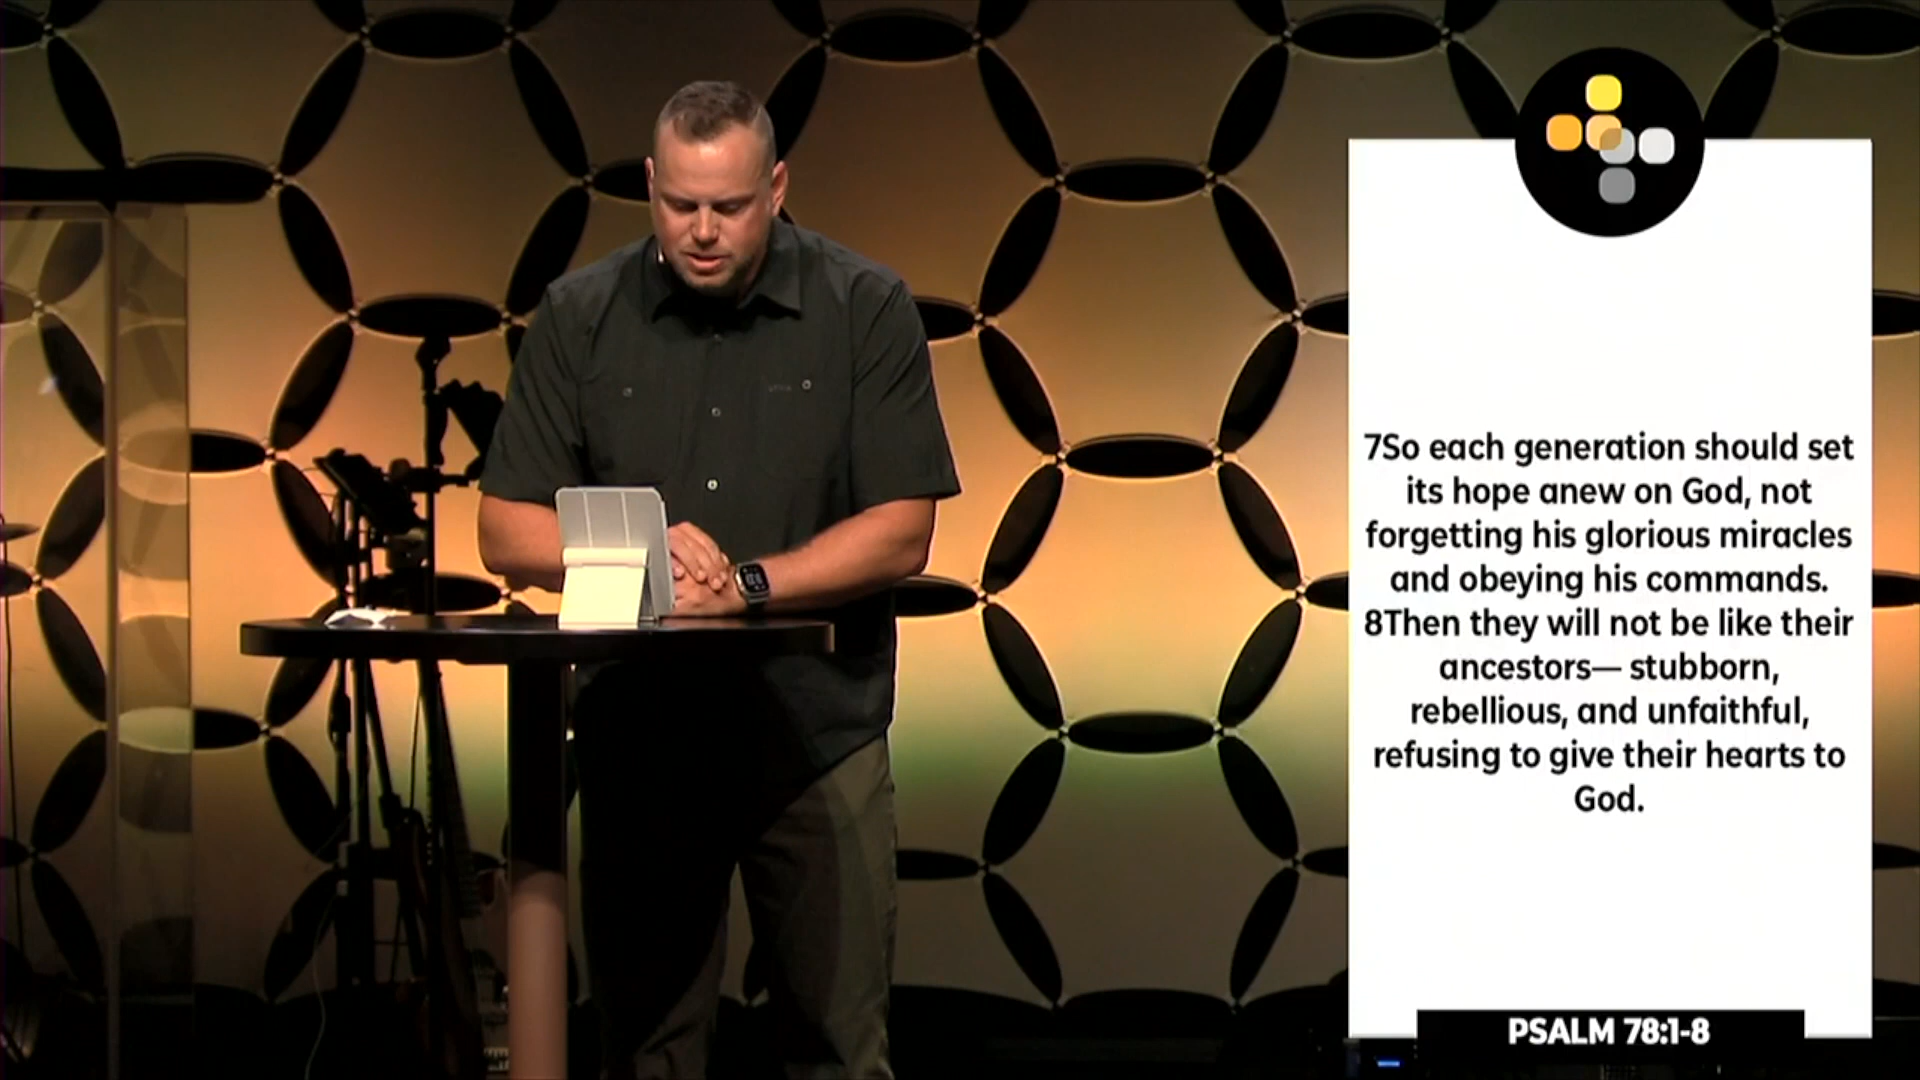 7So each generation should set
its hope anew on God, not
forgetting his glorious miracles
and obeying his commands.
8Then they will not be like their
ancestors— stubborn,
rebellious, and unfaithful,
refusing to give their hearts to
God.
PSALM 78:1-8